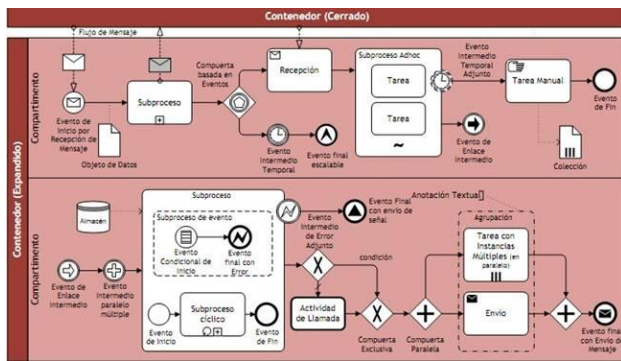 Contenedor (Cerrado)
Flujo de Mensaje
Contenedor (Expandido)
Compartimento
Evento de
Inicio por
Recepción de
Mensaje
Objeto de Datos
Subproceso
Compuerta
basada en
Eventos
Recepción
Evento
Intermedio
Temporal
Evento final
escalable
Subproceso Adhoc
Tarea
Tarea
Evento
Intermedio
Temporal
Adjunto
Evento de
Enlace
Intermedio
Tarea Manual
Colección
Evento
de Fin
Compartimento
Almacén
Evento de
Enlace
Intermedio
Evento
Intermedio
paralelo
múltiple
Subproceso
Subproceso de evento
Evento
Condicional de
Inicio
Evento
final con
Error
Evento
de Inicio
Subproceso
cíclico
Evento
de Fin
Evento
Intermedio
de Error
Adjunto
Evento Final
con envío de
señal
condición
Actividad
de Llamada
Compuerta
Exclusiva
Compuerta
Paralela
Anotación Textual
Agrupación
Tarea con
Instancias
Múltiples (en
paralelo)
Envío
Evento final
con Envío de
Mensaje